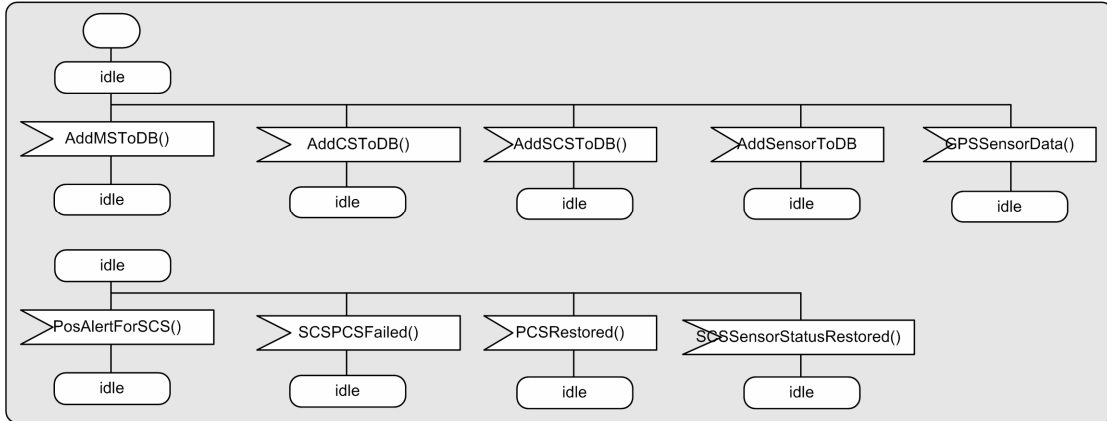 idle
AddMSToDB()
AddCSToDB()
AddSCSToDB()
AddSensorToDB
GPSSensorData()
idle
idle
idle
idle
idle
idle
PosAlertForSCS()
SCSPCSFailed()
PCSRestored()
SCSSensorStatusRestored()
idle
idle
idle
idle